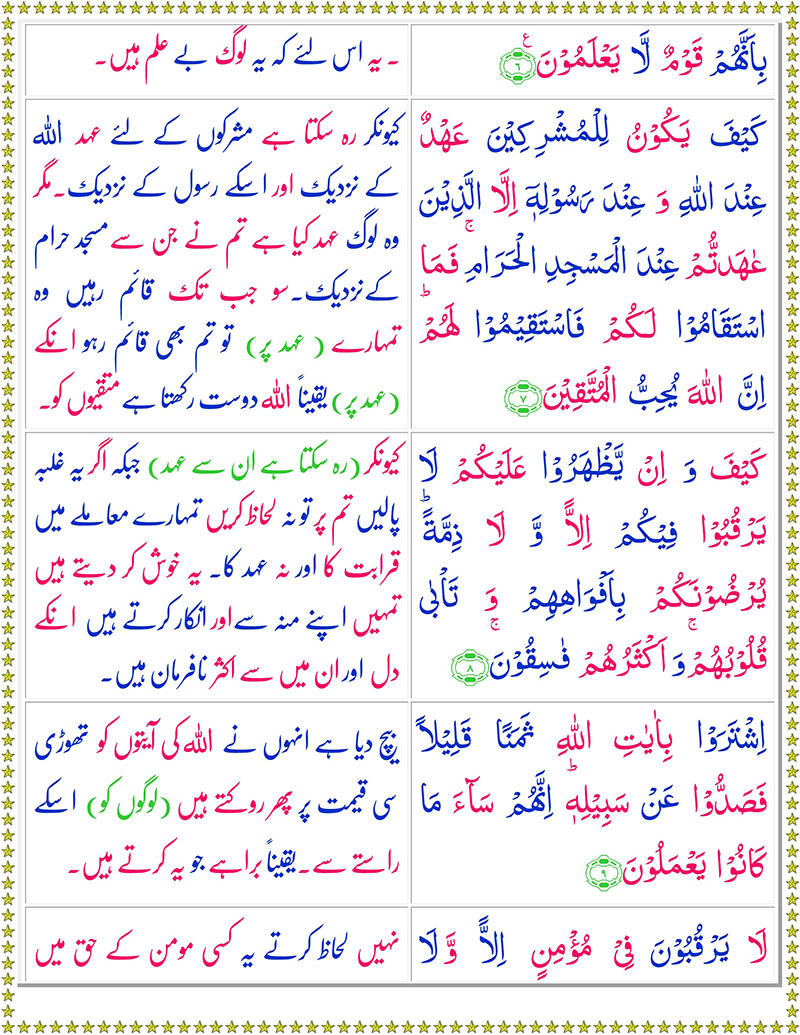 بِاَنَّهُمْ قَوْمٌ لَّا يَعْلَمُوْنَ ؏ ٦
۔ یہ اس لئے کہ یہ لوگ بے علم ہیں۔
كَيْفَ يَكُوْنُ لِلْمُشْرِكِيْنَ عَهْدٌ
عِنْدَ اللّٰهِ وَ عِنْدَ رَسُوْلِهٖۤ اِلَّا الَّذِيْنَ
عٰهَدتُّمْ عِنْدَ الْمَسْجِدِ الْحَرَامِ ۚ فَمَا
اسْتَقَامُوْا لَكُمْ فَاسْتَقِيْمُوْا لَهُمْ ؕ
اِنَّ اللّٰهَ يُحِبُّ الْمُتَّقِيْنَ ٧
کیونکر رہ سکتا ہے مشرکوں کے لئے عہد اللہ
کے نزدیک اور اسکے رسول کے نزدیک۔مگر
وہ لوگ عہد کیا ہے تم نے جن سے مسجد حرام
کےنزدیک۔سو جب تک قائم رہیں وہ
تمہارے (عہد پر) تو تم بھی قائم رہو انکے
(عہد پر) یقیناً اللہ دوست رکھتا ہے متقیوں کو۔
كَيْفَ وَ اِنْ يَّظْهَرُوْا عَلَيْكُمْ لَا
يَرْقُبُوْا فِيْكُمْ اِلًّا وَّ لَا ذِمَّةً ؕ
يُرْضُوْنَكُمْ بِاَفْوَاهِهِمْ وَ تَاْبٰى
قُلُوْبُهُمْ ۚ وَ اَكْثَرُهُمْ فٰسِقُوْنَ ۚ ٨
کیونکر (رہ سکتا ہے ان سے عہد) جبکہ اگر یہ غلبہ
پالیں تم پر تو نہ لحاظ کریں تمہارے معاملے میں
قرابت کا اور نہ عہد کا۔ یہ خوش کر دیتے ہیں
تمہیں اپنے منہ سے اور انکار کرتے ہیں انکے
دل اور ان میں سے اکثر نافرمان ہیں۔
اِشْتَرَوْا بِاٰيٰتِ اللّٰهِ ثَمَنًا قَلِيْلًا
فَصَدُّوْا عَنْ سَبِيْلِهٖ ؕ اِنَّهُمْ سَآءَ مَا
كَانُوْا يَعْمَلُوْنَ ٩
بیچ دیا ہے انہوں نے اللہ کی آیتوں کو تھوڑی
سی قیمت پر پھر روکتے ہیں (لوگوں کو) اسکے
راستے سے۔یقیناً برا ہے جو یہ کرتے ہیں۔
لَا يَرْقُبُوْنَ فِىْ مُؤْمِنٍ اِلًّا وَّ لَا
نہیں لحاظ کرتے یہ کسی مومن کے حق میں